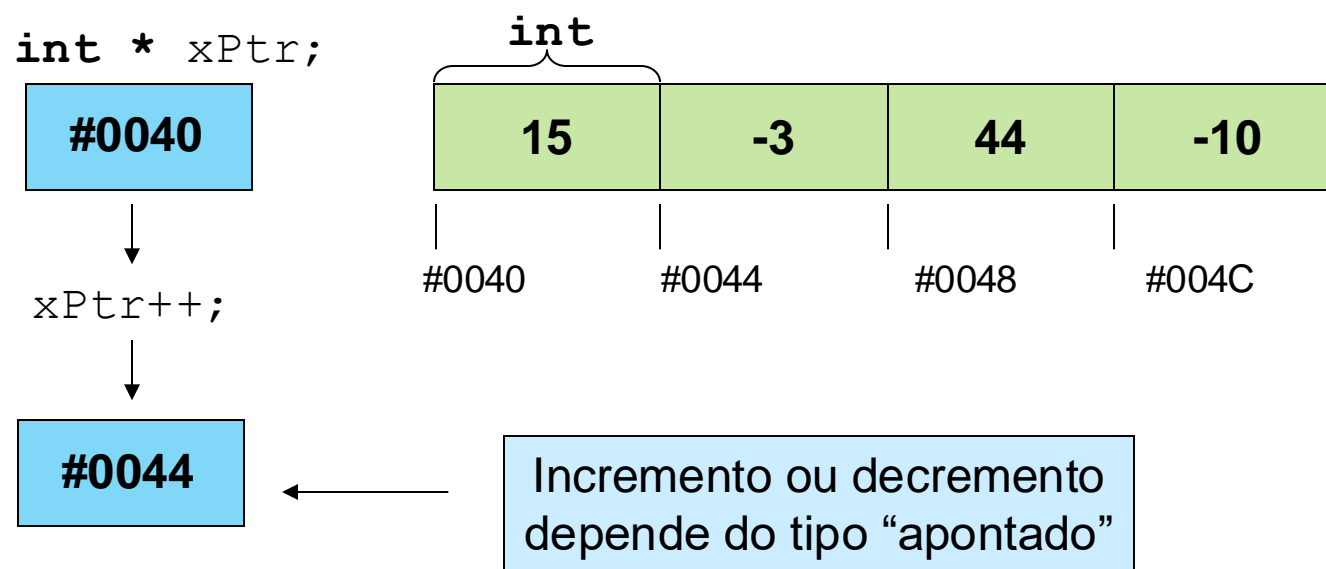 int * xPtr;
int
#0040
15 -3 44 -10
#0040 #0044 #0048 #004C
xPtr++;
#0044
Incremento ou decremento
depende do tipo “apontado”